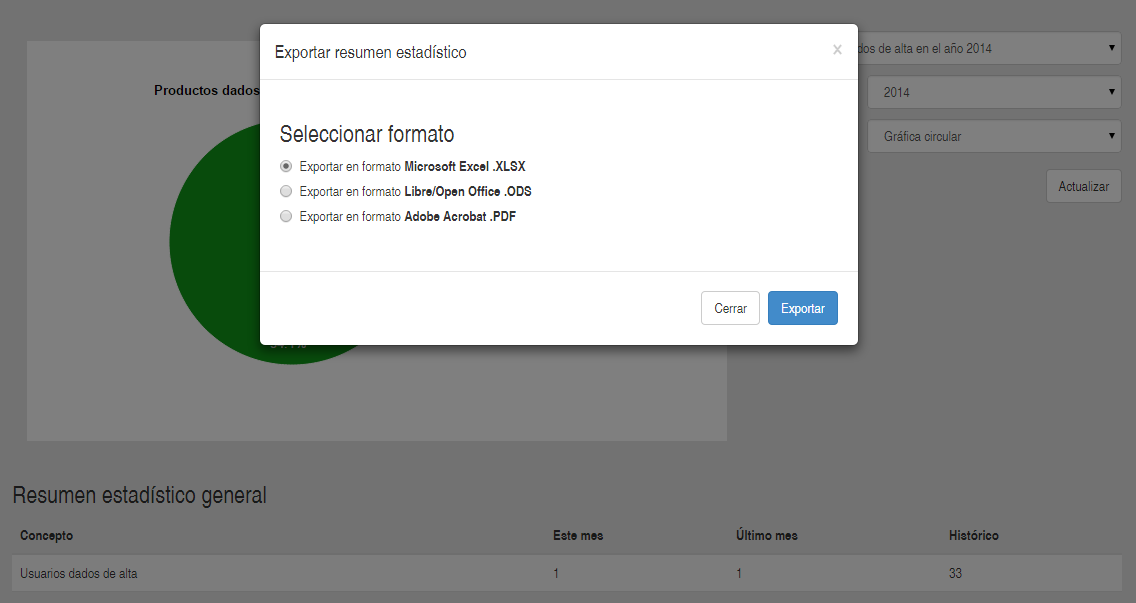 Exportar resumen estadístico
x
dos de alta en el año 2014
Productos dados
2014
Gráfica circular
Actualizar
Seleccionar formato
Exportar en formato Microsoft Excel .XLSX
Exportar en formato Libre/Open Office .ODS
Exportar en formato Adobe Acrobat .PDF
Cerrar
Exportar
Resumen estadístico general
Concepto Este mes Último mes Histórico
Usuarios dados de alta 1 1 33